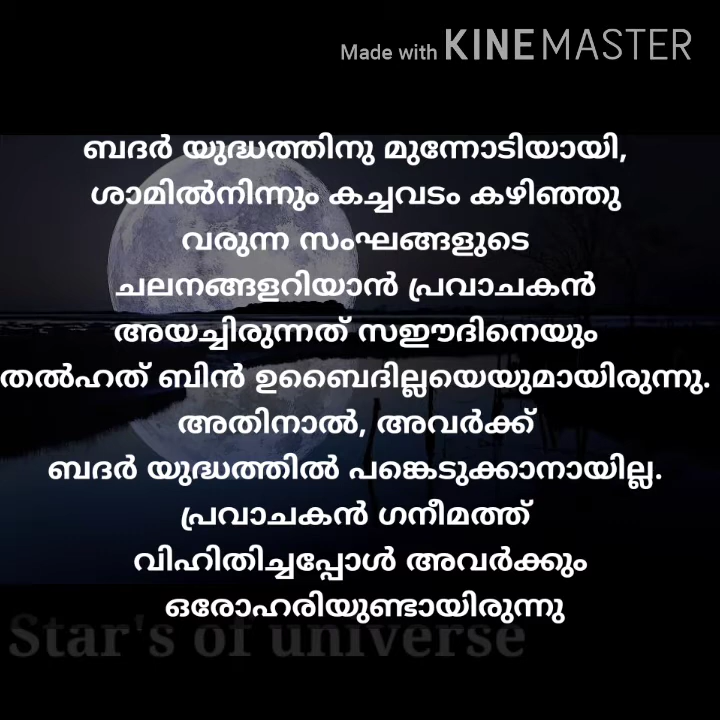 Made with KINEMASTER
ബദർ യുദ്ധത്തിനു മുന്നോടിയായി,
ശാമിൽനിന്നും കച്ചവടം കഴിഞ്ഞു
വരുന്ന സംഘങ്ങളുടെ
ചലനങ്ങളറിയാൻ പ്രവാചകൻ
അയച്ചിരുന്നത് സഈദിനെയും
തൽഹത് ബിൻ ഉബൈദില്ലയെയുമായിരുന്നു.
അതിനാൽ, അവർക്ക്
ബദർ യുദ്ധത്തിൽ പങ്കെടുക്കാനായില്ല.
പ്രവാചകൻ ഗനീമത്ത്
വിഹിതിച്ചപ്പോൾ അവർക്കും
ഒരോഹരിയുണ്ടായിരുന്നു
Star's of universe